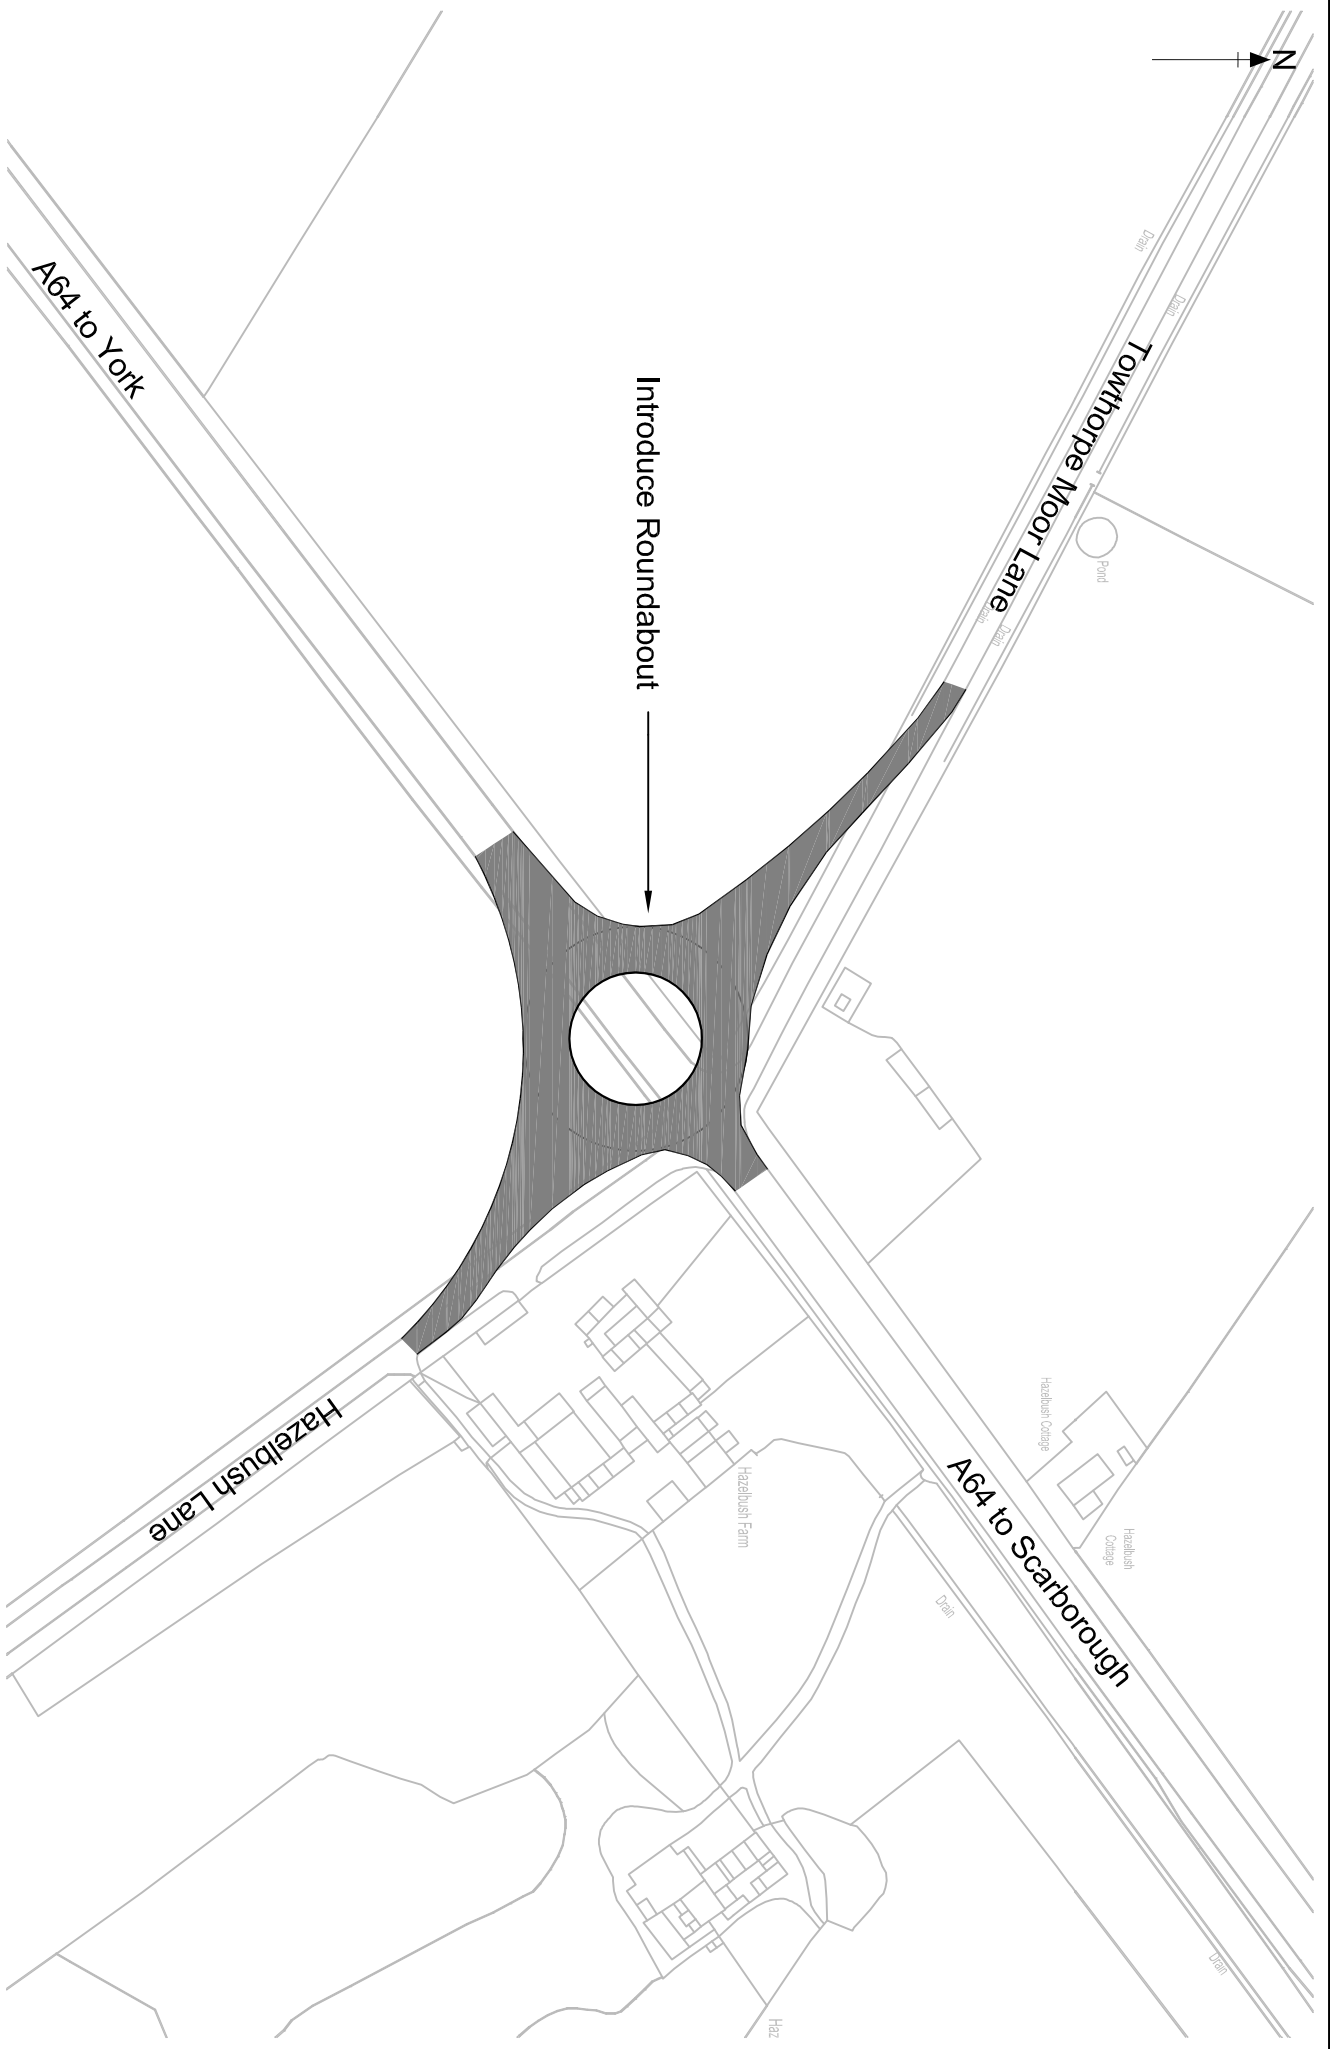 N
Drain
Drain
Towthorpe Moor Lane
Pond
Drain
Drain
A64 to York
Introduce Roundabout
Hazelbush Cottage
Hazelbush
Cottage
A64 to Scarborough
Hazelbush Farm
Hazelbush Lane
Drain
Drain
Haz